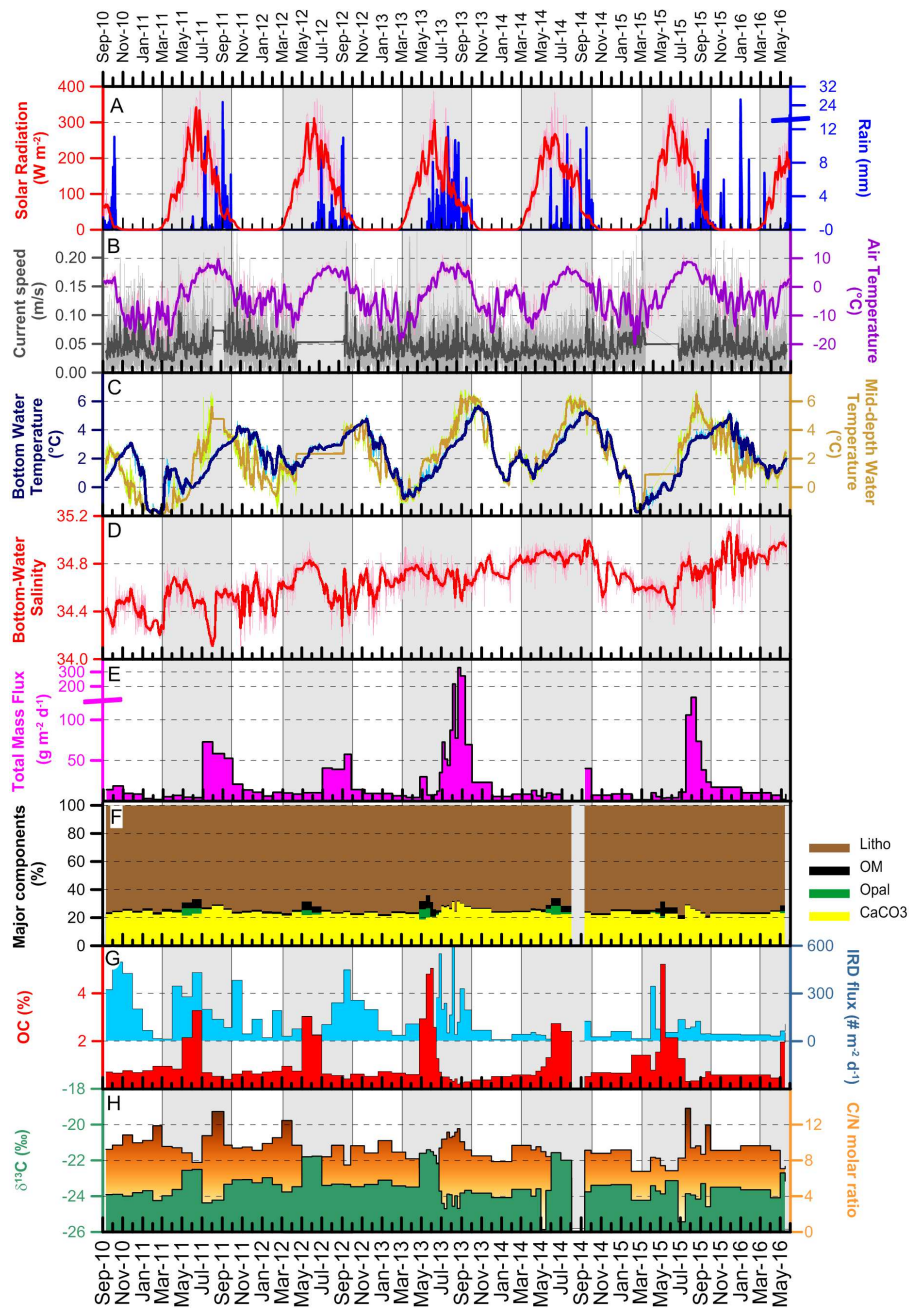 Sep-10 Nov-10 Jan-11 Mar-11 May-11 Jul-11 Sep-11 Nov-11 Jan-12 Mar-12 May-12 Jul-12 Sep-12 Nov-12 Jan-13 Mar-13 May-13 Jul-13 Sep-13 Nov-13 Jan-14 Mar-14 May-14 Jul-14 Sep-14 Nov-14 Jan-15 Mar-15 May-15 Jul-15 Sep-15 Nov-15 Jan-16 Mar-16 May-16
A
Solar Radiation
(W m⁻²)
400
300
200
100
0
32
24
12
8
4
-0
Rain (mm)
B
Current speed
(m/s)
0.20
0.15
0.10
0.05
0.00
10
0
-10
-20
Air Temperature
(°C)
C
Bottom Water
Temperature
(°C)
6
4
2
0
6
4
2
0
Mid-depth Water
Temperature
(°C)
D
Bottom-Water
Salinity
35.2
34.8
34.4
34.0
E
Total Mass Flux
(g m⁻² d⁻¹)
300
200
100
50
F
Major components
(%)
100
80
60
40
20
0
Litho
OM
Opal
CaCO3
G
OC (%)
4
2
600
300
0
IRD flux (# m⁻² d⁻¹)
H
δ¹³C (‰)
-18
-20
-22
-24
-26
12
8
4
0
C/N molar ratio
Sep-10 Nov-10 Jan-11 Mar-11 May-11 Jul-11 Sep-11 Nov-11 Jan-12 Mar-12 May-12 Jul-12 Sep-12 Nov-12 Jan-13 Mar-13 May-13 Jul-13 Sep-13 Nov-13 Jan-14 Mar-14 May-14 Jul-14 Sep-14 Nov-14 Jan-15 Mar-15 May-15 Jul-15 Sep-15 Nov-15 Jan-16 Mar-16 May-16